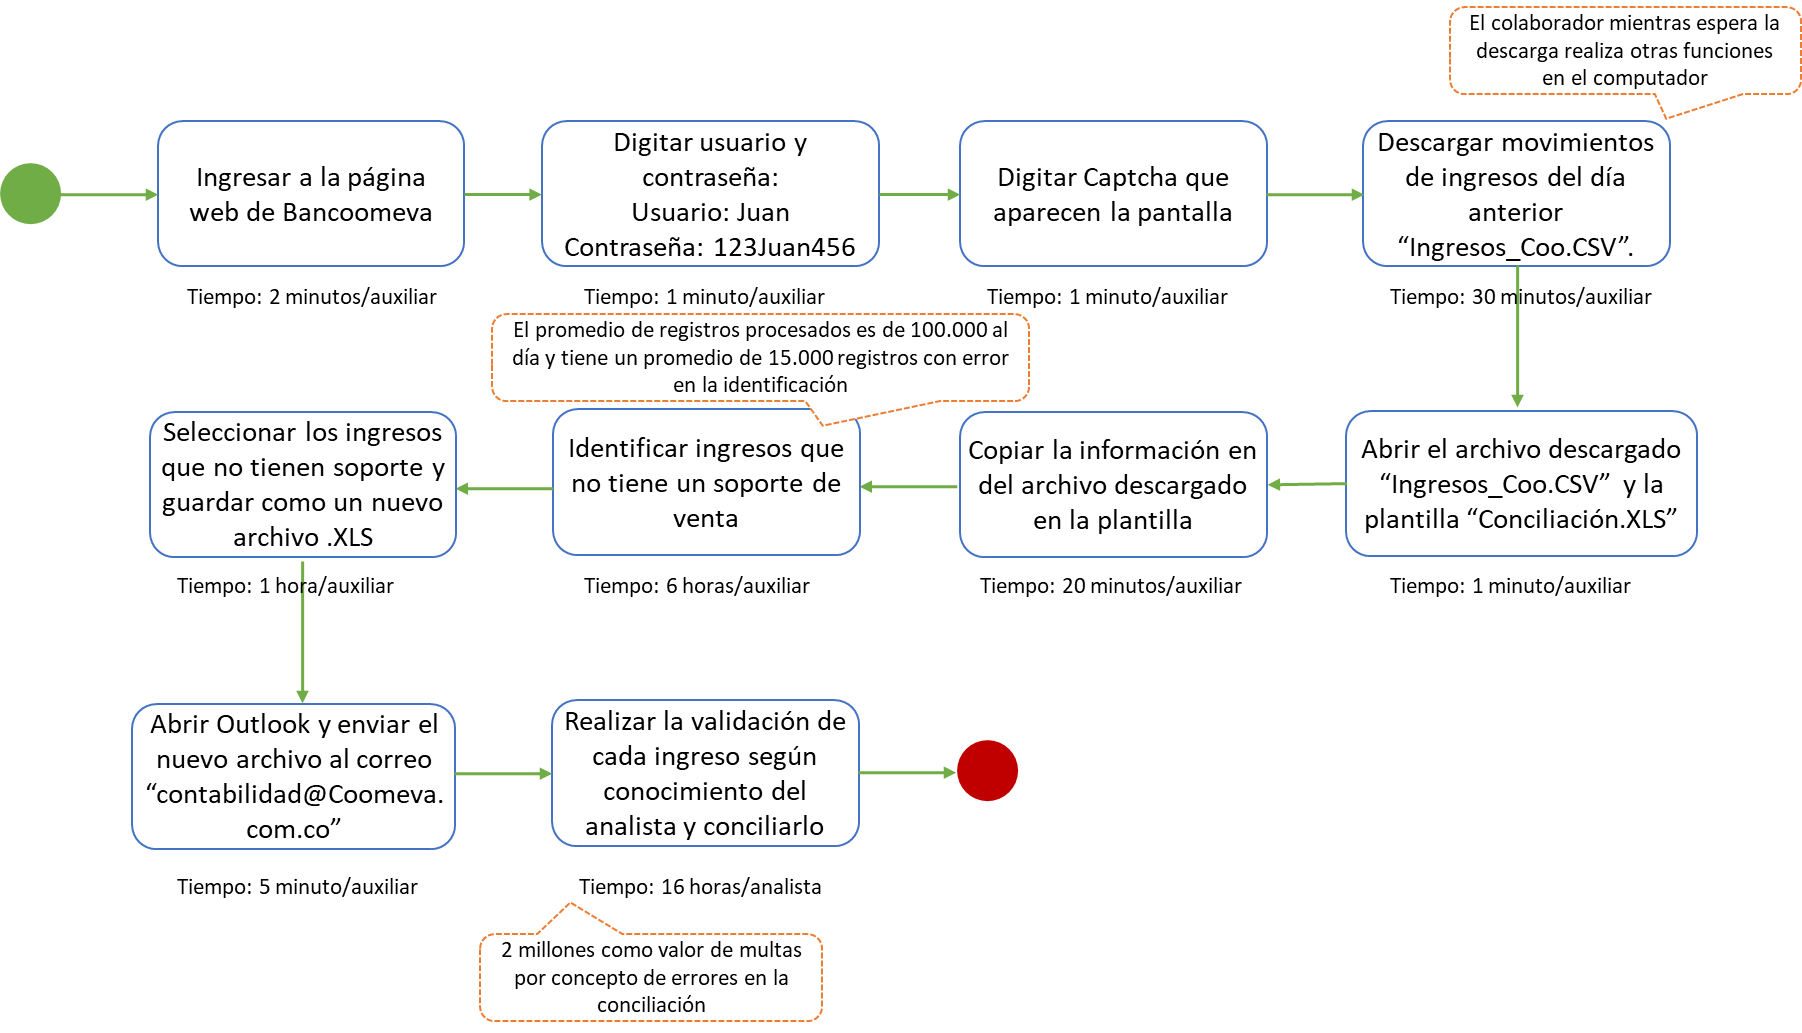 El colaborador mientras espera la
descarga realiza otras funciones
en el computador
Ingresar a la página
web de Bancoomeva
Tiempo: 2 minutos/auxiliar
Digitar usuario y
contraseña:
Usuario: Juan
Contraseña: 123Juan456
Tiempo: 1 minuto/auxiliar
Digitar Captcha que
aparecen la pantalla
Tiempo: 1 minuto/auxiliar
Descargar movimientos
de ingresos del día
anterior
“Ingresos_Coo.CSV”.
Tiempo: 30 minutos/auxiliar
Abrir el archivo descargado
“Ingresos_Coo.CSV” y la
plantilla “Conciliación.XLS”
Tiempo: 1 minuto/auxiliar
Copiar la información en
del archivo descargado
en la plantilla
Tiempo: 20 minutos/auxiliar
El promedio de registros procesados es de 100.000 al
día y tiene un promedio de 15.000 registros con error
en la identificación
Identificar ingresos que
no tiene un soporte de
venta
Tiempo: 6 horas/auxiliar
Seleccionar los ingresos
que no tienen soporte y
guardar como un nuevo
archivo .XLS
Tiempo: 1 hora/auxiliar
Abrir Outlook y enviar el
nuevo archivo al correo
“contabilidad@Coomeva.
com.co”
Tiempo: 5 minuto/auxiliar
Realizar la validación de
cada ingreso según
conocimiento del
analista y conciliarlo
Tiempo: 16 horas/analista
2 millones como valor de multas
por concepto de errores en la
conciliación